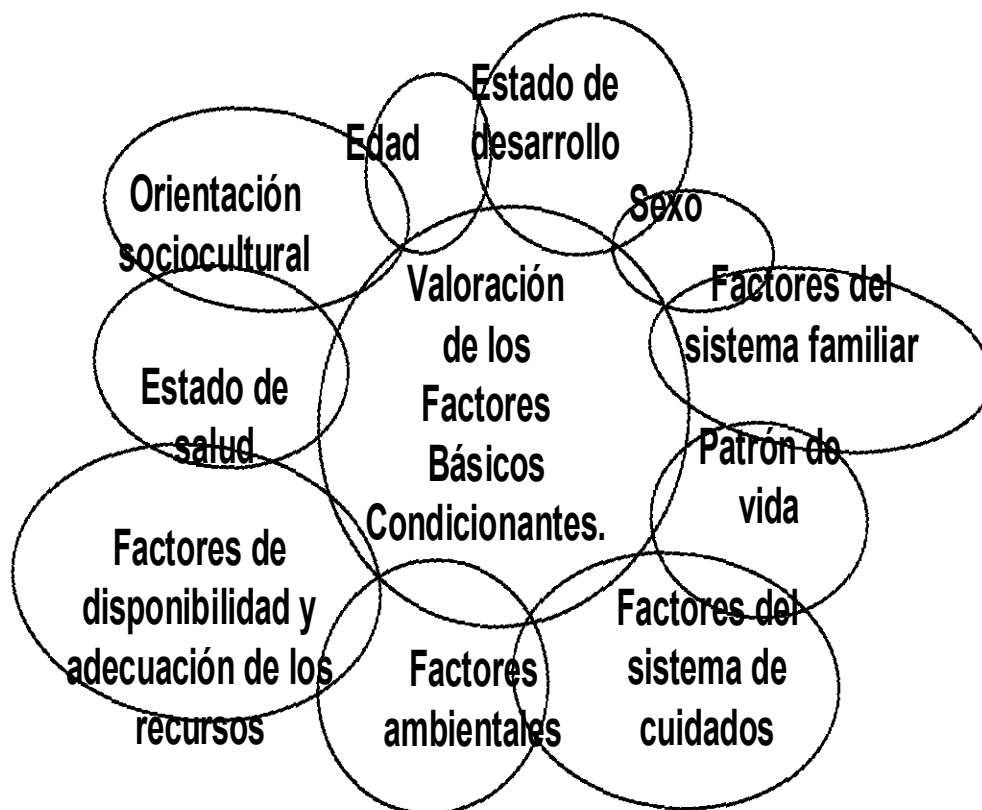 Estado de
desarrollo
Edad
Sexo
Orientación
sociocultural
Valoración
de los
Factores
Básicos
Condicionantes.
Factores del
sistema familiar
Estado de
salud
Patrón de
vida
Factores de
disponibilidad y
adecuación de los
recursos
Factores
ambientales
Factores del
sistema de
cuidados